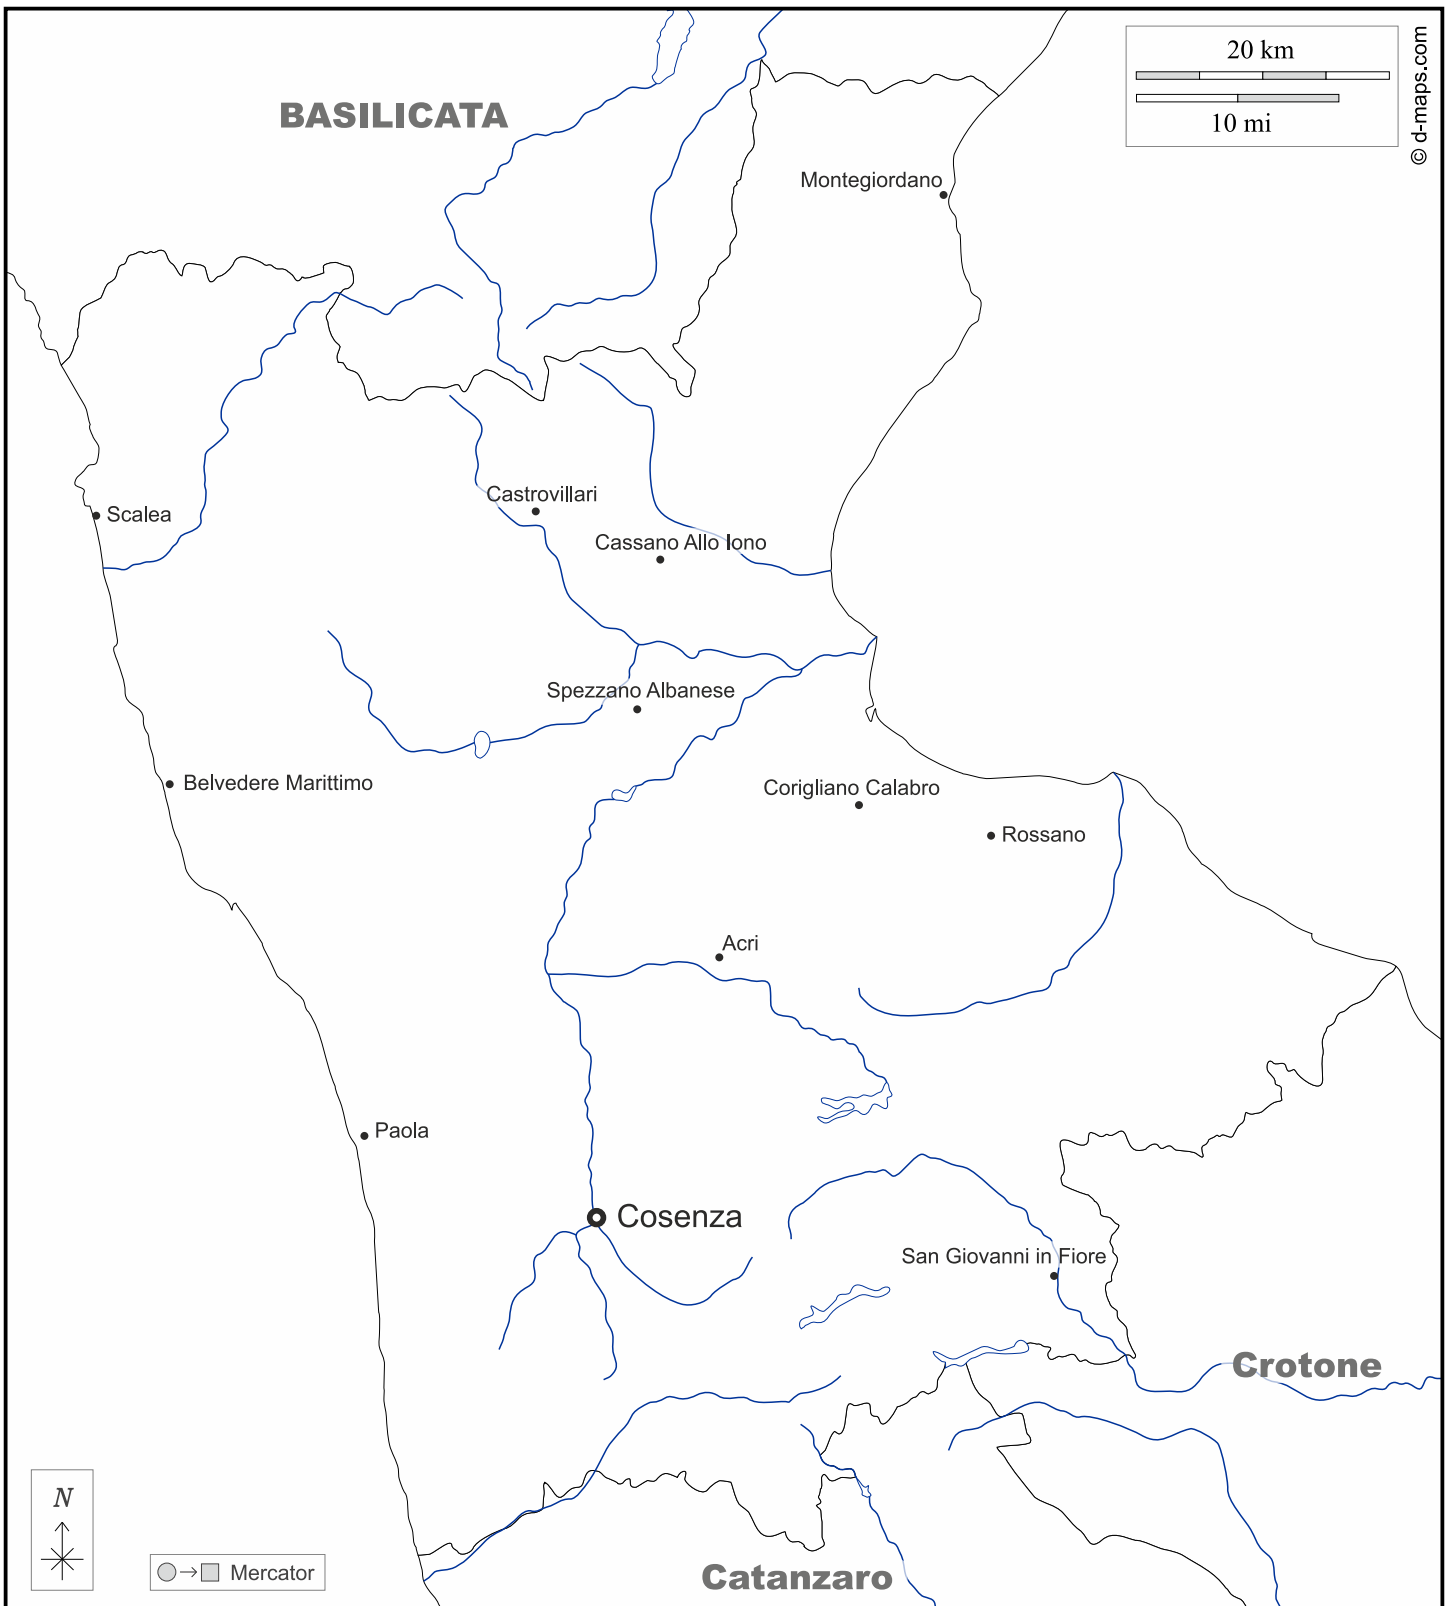 20 km
10 mi
© d-maps.com
BASILICATA
Montegiordano
Castrovillari
Scalea
Cassano Allo Iono
Spezzano Albanese
Belvedere Marittimo
Corigliano Calabro
Rossano
Acri
Paola
Cosenza
San Giovanni in Fiore
Crotone
N
Mercator
Catanzaro